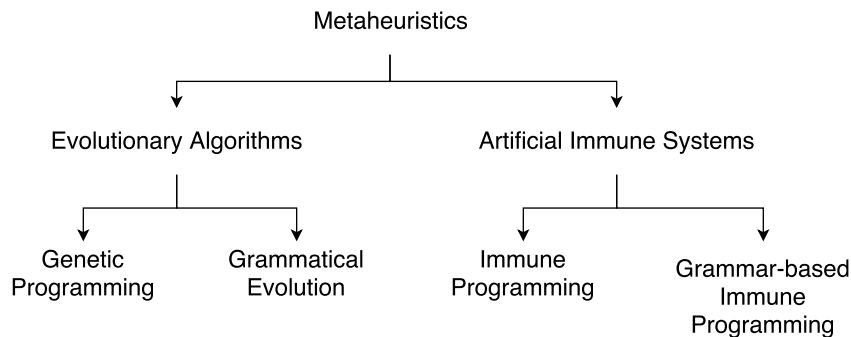 Metaheuristics
Evolutionary Algorithms
Artificial Immune Systems
Genetic
Programming
Grammatical
Evolution
Immune
Programming
Grammar-based
Immune
Programming